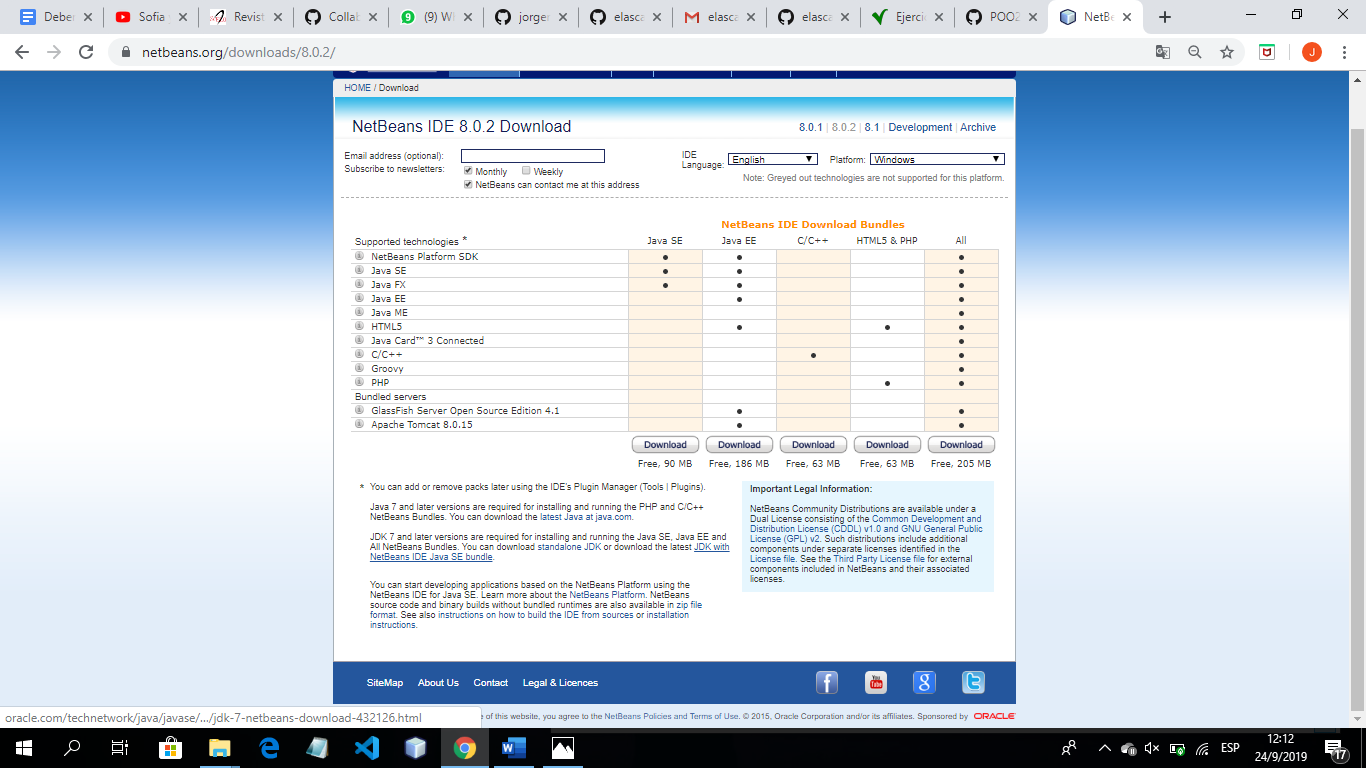 Deber
Sofia
Revist
Collab
(9) W
jorger
elasca
elasca
elasca
Ejerci
POO2
NetBe
netbeans.org/downloads/8.0.2/
J
HOME / Download
NetBeans IDE 8.0.2 Download
8.0.1 | 8.0.2 | 8.1 | Development | Archive
Email address (optional):
IDE Language: English
Platform: Windows
Subscribe to newsletters:
Monthly Weekly
Note: Greyed out technologies are not supported for this platform.
NetBeans can contact me at this address
NetBeans IDE Download Bundles
Supported technologies * Java SE Java EE C/C++ HTML5 & PHP All
NetBeans Platform SDK • • •
Java SE • • •
Java FX • • •
Java EE • •
Java ME •
HTML5 • • •
Java Card™ 3 Connected •
C/C++ • •
Groovy •
PHP • •
Bundled servers
GlassFish Server Open Source Edition 4.1 • •
Apache Tomcat 8.0.15 • •
Download Download Download Download Download
Free, 90 MB Free, 186 MB Free, 63 MB Free, 63 MB Free, 205 MB
* You can add or remove packs later using the IDE's Plugin Manager (Tools | Plugins).
Java 7 and later versions are required for installing and running the PHP and C/C++
NetBeans Bundles. You can download the latest Java at java.com.
JDK 7 and later versions are required for installing and running the Java SE, Java EE and
All NetBeans Bundles. You can download standalone JDK or download the latest JDK with
NetBeans IDE Java SE bundle.
You can start developing applications based on the NetBeans Platform using the
NetBeans IDE for Java SE. Learn more about the NetBeans Platform. NetBeans
source code and binary builds without bundled runtimes are also available in zip file
format. See also instructions on how to build the IDE from sources or installation
instructions.
Important Legal Information:
NetBeans Community Distributions are available under a
Dual License consisting of the Common Development and
Distribution License (CDDL) v1.0 and GNU General Public
License (GPL) v2. Such distributions include additional
components under separate licenses identified in the
License file. See the Third Party License file for external
components included in NetBeans and their associated
licenses.
SiteMap About Us Contact Legal & Licences
f You Tube g t
oracle.com/technetwork/java/javase/.../jdk-7-netbeans-download-432126.html
of this website, you agree to the NetBeans Policies and Terms of Use. © 2015, Oracle Corporation and/or its affiliates. Sponsored by ORACLE
ESP
12:12
24/9/2019
17